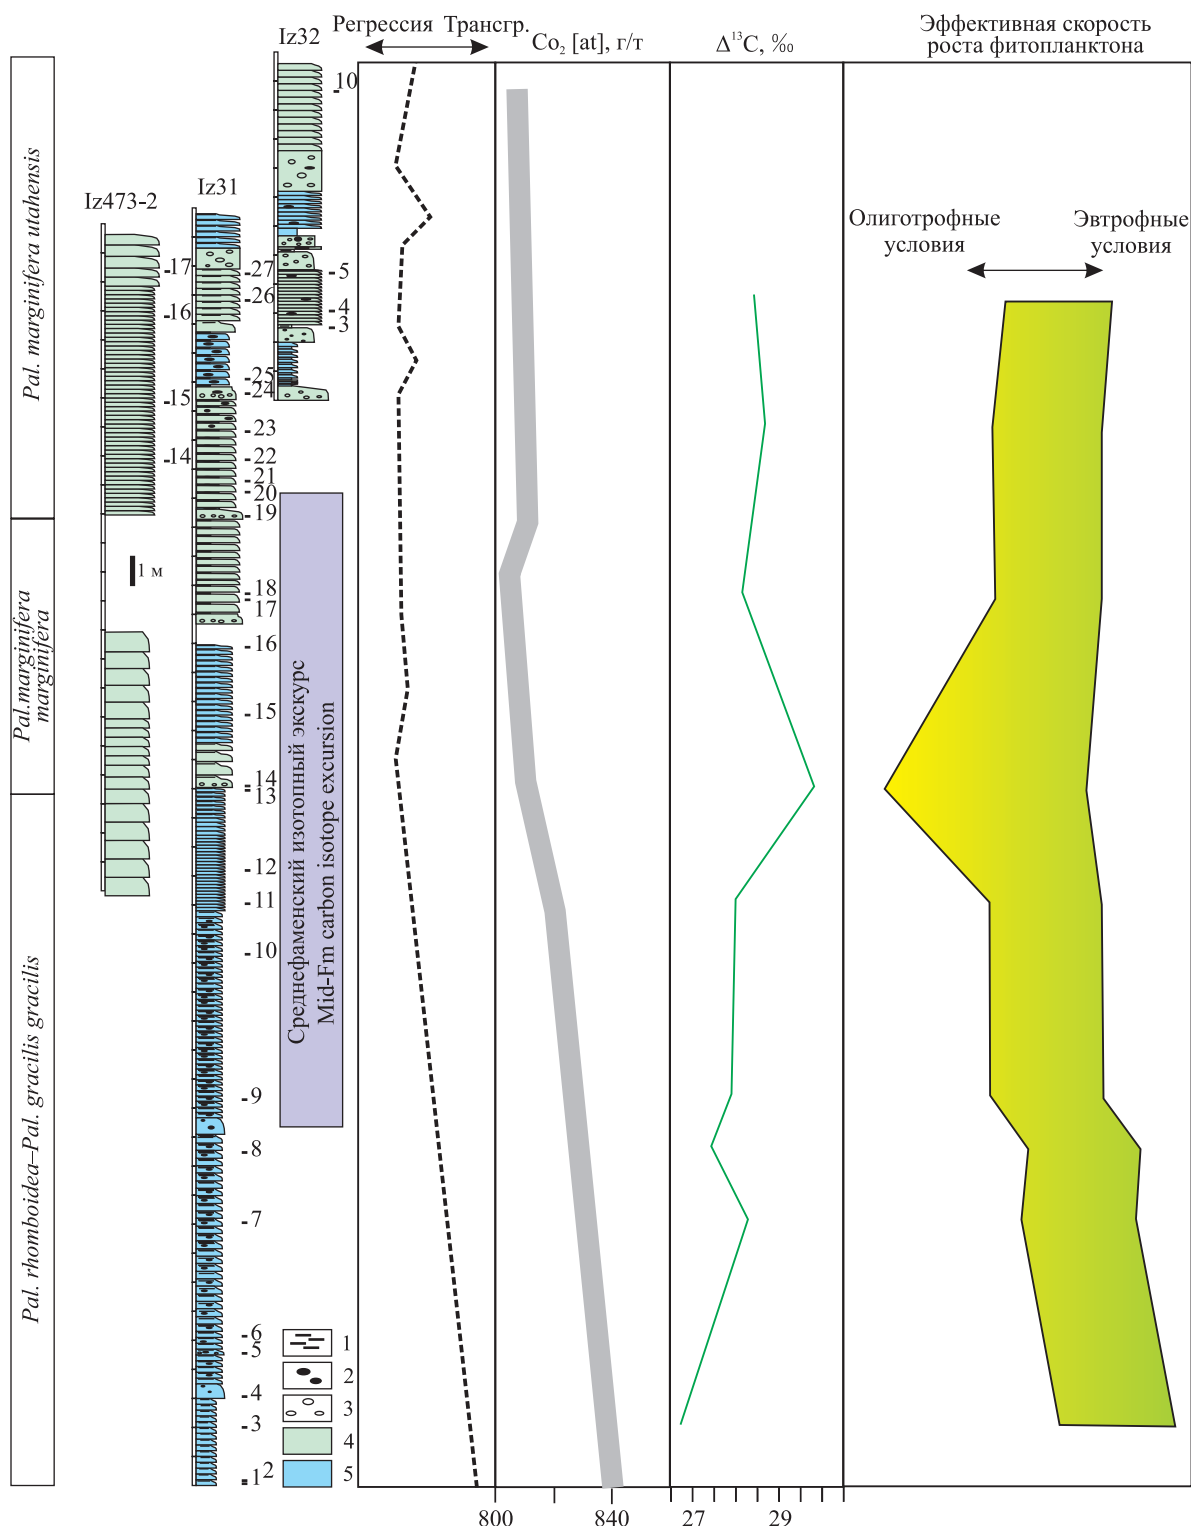 Регрессия Трансгр.
Co₂ [at], г/т
Δ¹³C, ‰
Эффективная скорость
роста фитопланктона
Олиготрофные
условия
Эвтрофные
условия
Pal. marginifera utahensis
Pal.marginifera
marginifera
Pal. rhomboidea–Pal. gracilis gracilis
Iz473-2
17
16
15
14
1 м
Iz31
27
26
25
24
23
22
21
20
19
18
17
16
15
14
13
12
11
10
9
8
7
6
5
4
3
2
1
Iz32
10
5
4
3
Среднефаменский изотопный экскурс
Mid-Fm carbon isotope excursion
1
2
3
4
5
800
840
27
29